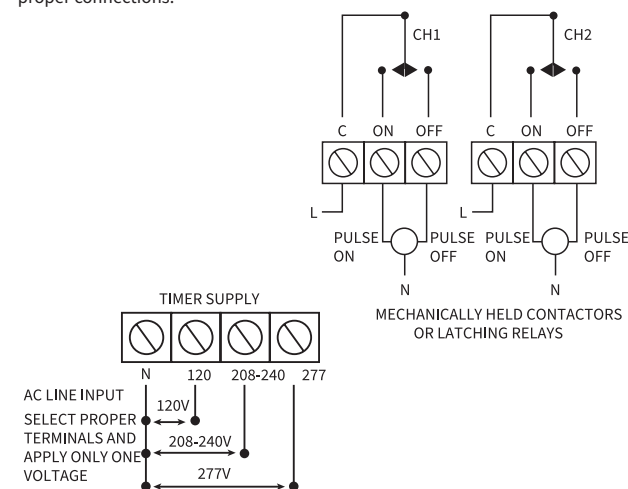 proper connections.
CH1
CH2
C ON OFF
C ON OFF
L
L
PULSE ON
PULSE OFF
PULSE ON
PULSE OFF
N
N
MECHANICALLY HELD CONTACTORS
OR LATCHING RELAYS
TIMER SUPPLY
N 120 208-240 277
AC LINE INPUT
SELECT PROPER
TERMINALS AND
APPLY ONLY ONE
VOLTAGE
120V
208-240V
277V